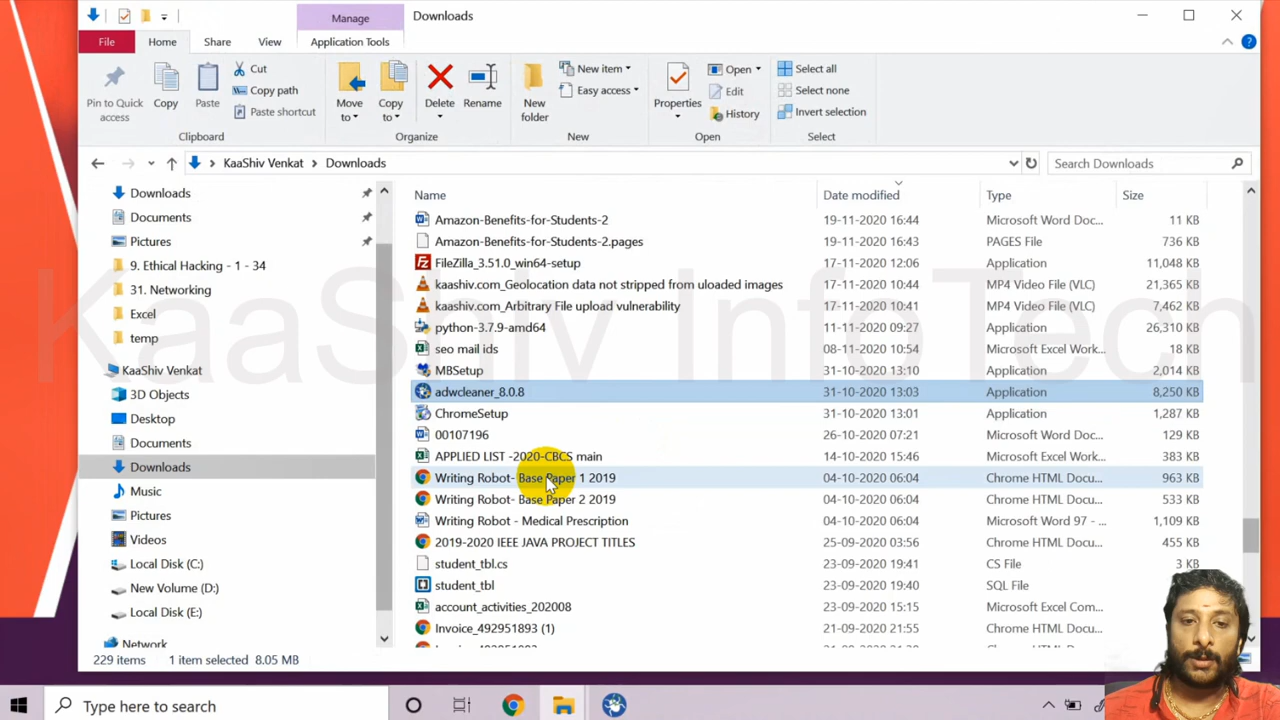 Manage
Downloads
File
Home
Share
View
Application Tools
Pin to Quick access
Copy
Paste
Cut
Copy path
Paste shortcut
Clipboard
Move to
Copy to
Delete
Rename
Organize
New folder
New item
Easy access
New
Properties
Open
Edit
History
Open
Select all
Select none
Invert selection
Select
KaaShiv Venkat > Downloads
Search Downloads
Downloads
Documents
Pictures
9. Ethical Hacking - 1 - 34
31. Networking
Excel
temp
KaaShiv Venkat
3D Objects
Desktop
Documents
Downloads
Music
Pictures
Videos
Local Disk (C:)
New Volume (D:)
Local Disk (E:)
Network
Name Date modified Type Size
Amazon-Benefits-for-Students-2 19-11-2020 16:44 Microsoft Word Doc... 11 KB
Amazon-Benefits-for-Students-2.pages 19-11-2020 16:43 PAGES File 736 KB
FileZilla_3.51.0_win64-setup 17-11-2020 12:06 Application 11,048 KB
kaashiv.com_Geolocation data not stripped from uloaded images 17-11-2020 10:44 MP4 Video File (VLC) 21,365 KB
kaashiv.com_Arbitrary File upload vulnerability 17-11-2020 10:41 MP4 Video File (VLC) 7,462 KB
python-3.7.9-amd64 11-11-2020 09:27 Application 26,310 KB
seo mail ids 08-11-2020 10:54 Microsoft Excel Work... 18 KB
MBSetup 31-10-2020 13:10 Application 2,014 KB
adwcleaner_8.0.8 31-10-2020 13:03 Application 8,250 KB
ChromeSetup 31-10-2020 13:01 Application 1,287 KB
00107196 26-10-2020 07:21 Microsoft Word Doc... 129 KB
APPLIED LIST -2020-CBCS main 06-10-2020 06:40 Microsoft Excel Work... 383 KB
Writing Robot- Base Paper 1 2019 04-10-2020 06:04 Chrome HTML Docu... 963 KB
Writing Robot- Base Paper 2 2019 04-10-2020 06:04 Chrome HTML Docu... 533 KB
Writing Robot - Medical Prescription 04-10-2020 06:04 Microsoft Word 97 - ... 1,109 KB
2019-2020 IEEE JAVA PROJECT TITLES 25-09-2020 03:56 Chrome HTML Docu... 455 KB
student_tbl.cs 23-09-2020 19:41 CS File 3 KB
student_tbl 23-09-2020 19:40 SQL File
account_activities_202008 23-09-2020 15:15 Microsoft Excel Com...
Invoice_492951893 (1) 21-09-2020 21:55 Chrome HTML Docu...
KaaShiv InfoTech
229 items 1 item selected 8.05 MB
Type here to search